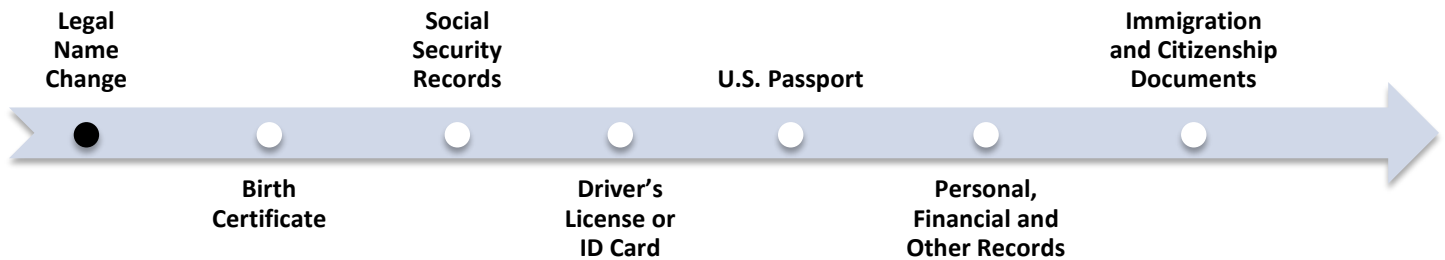 Legal
Name
Change
Birth
Certificate
Social
Security
Records
Driver's
License or
ID Card
U.S. Passport
Personal,
Financial and
Other Records
Immigration
and Citizenship
Documents